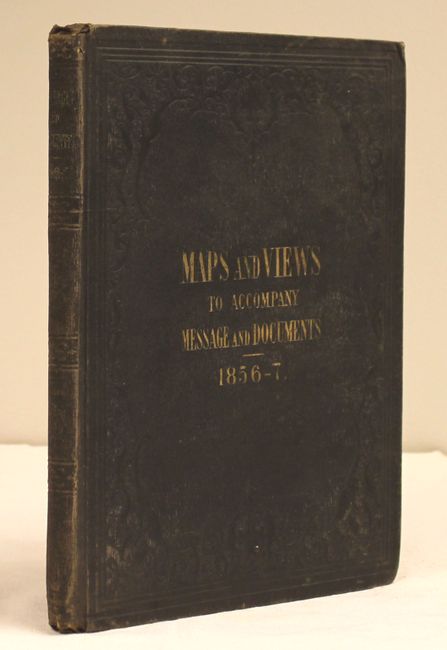 MAPS AND VIEWS
TO ACCOMPANY
MESSAGE AND DOCUMENTS
1856-7.